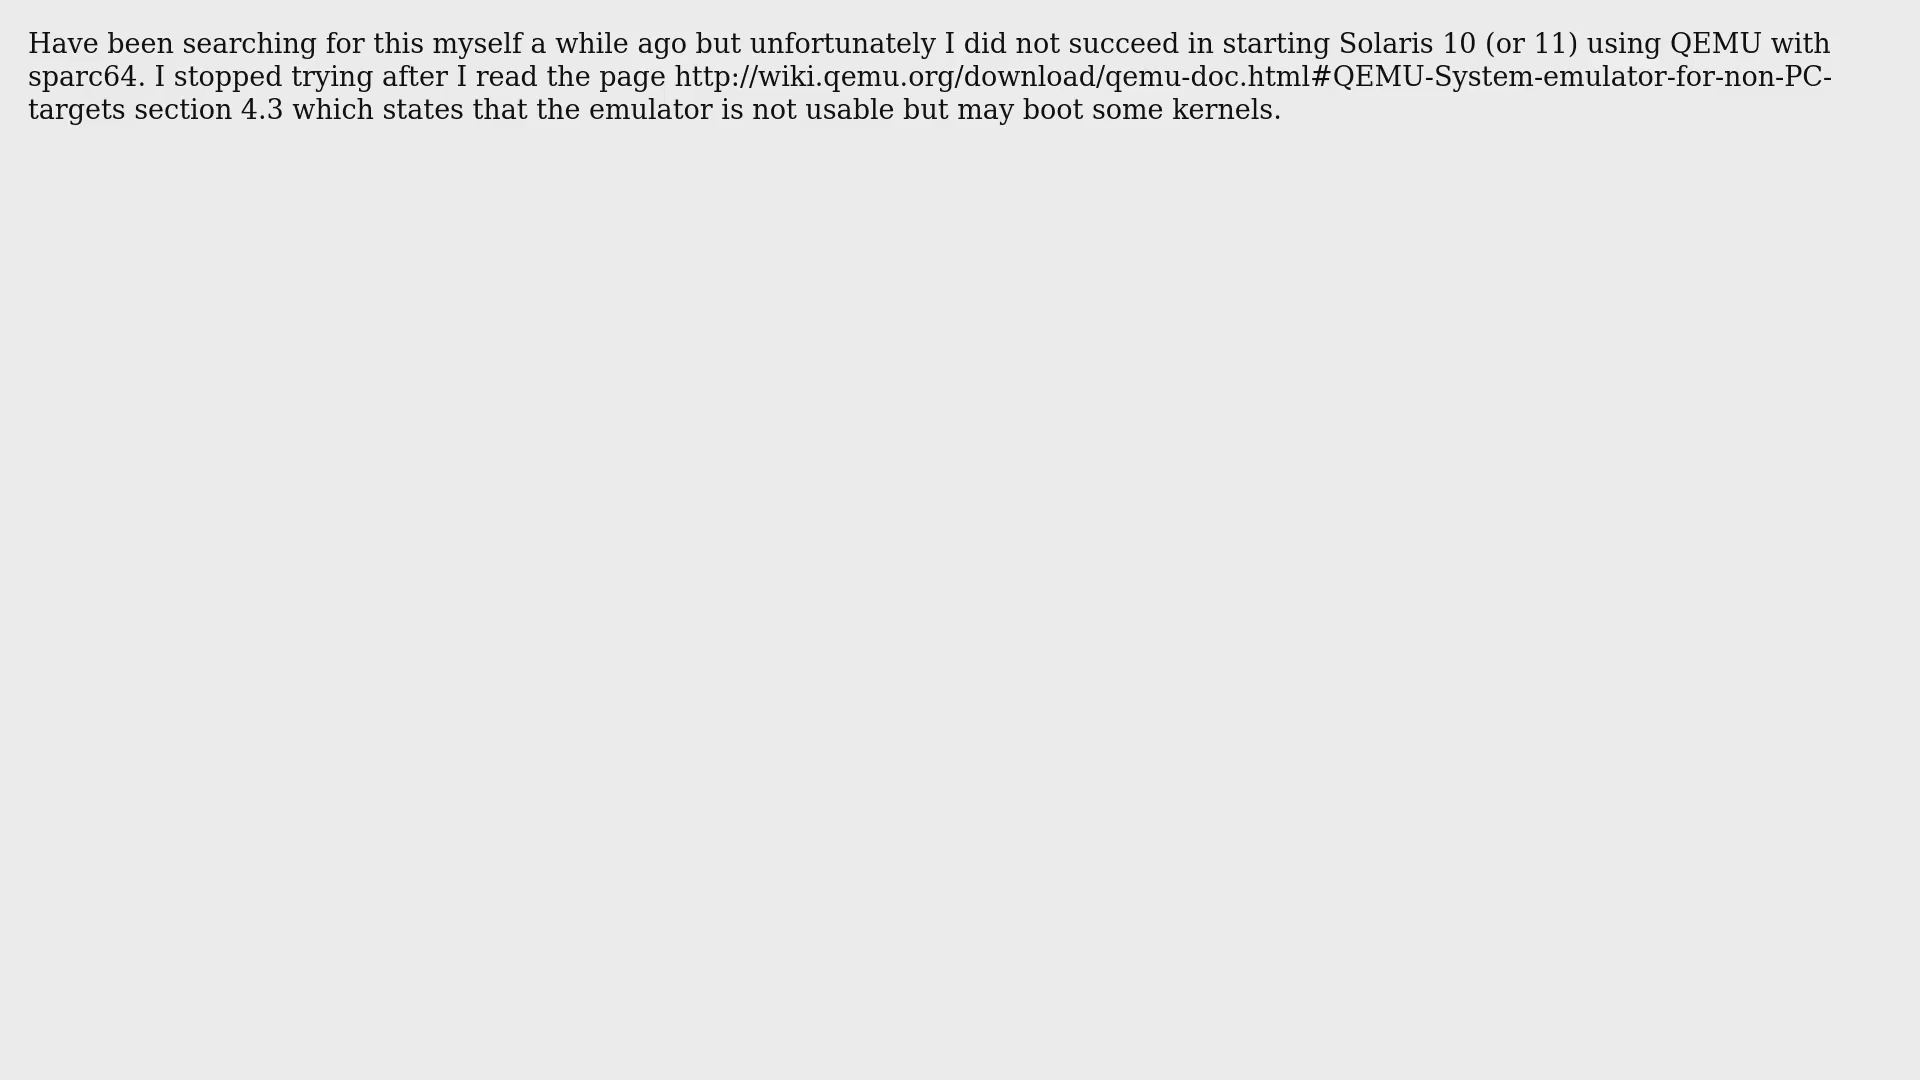 Have been searching for this myself a while ago but unfortunately I did not succeed in starting Solaris 10 (or 11) using QEMU with
sparc64. I stopped trying after I read the page http://wiki.qemu.org/download/qemu-doc.html#QEMU-System-emulator-for-non-PC-
targets section 4.3 which states that the emulator is not usable but may boot some kernels.